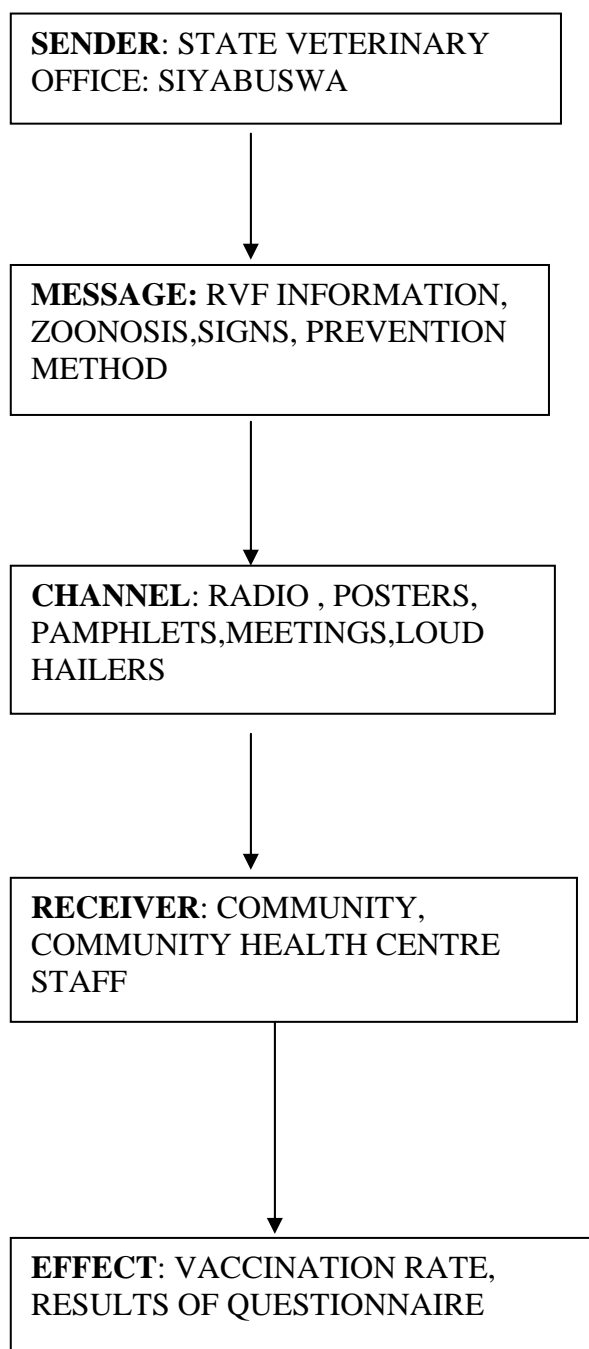 SENDER: STATE VETERINARY
OFFICE: SIYABUSWA
MESSAGE: RVF INFORMATION,
ZOONOSIS,SIGNS, PREVENTION
METHOD
CHANNEL: RADIO , POSTERS,
PAMPHLETS,MEETINGS,LOUD
HAILERS
RECEIVER: COMMUNITY,
COMMUNITY HEALTH CENTRE
STAFF
EFFECT: VACCINATION RATE,
RESULTS OF QUESTIONNAIRE